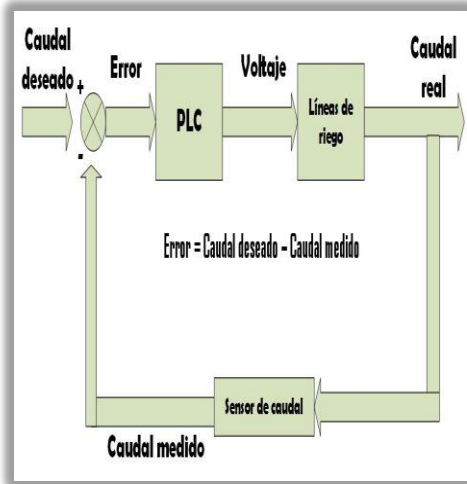 Caudal
deseado
+
-
Error
PLC
Voltaje
Líneas de
riego
Caudal
real
Error = Caudal deseado – Caudal medido
Sensor de caudal
Caudal medido